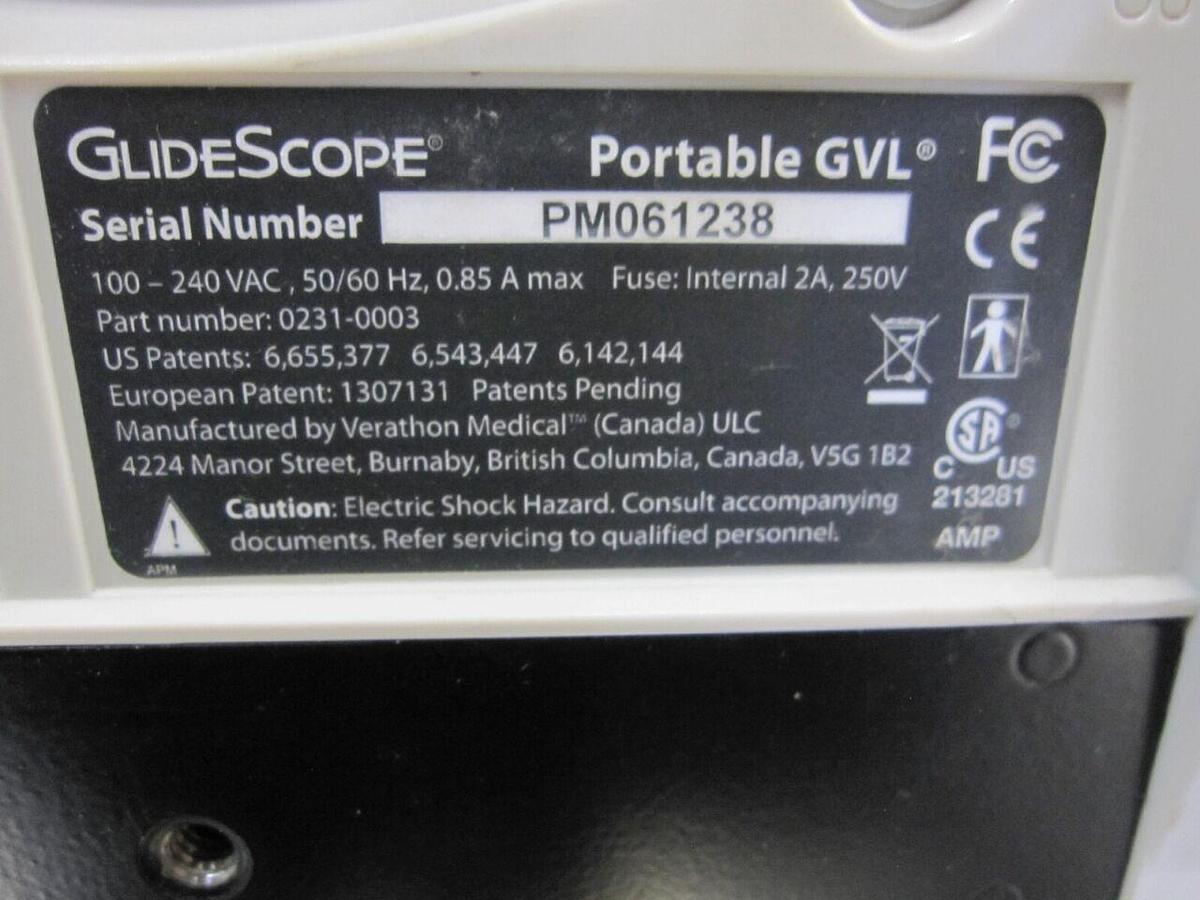 GLIDESCOPE® Portable GVL® FC
Serial Number PM061238
CE
100 – 240 VAC , 50/60 Hz, 0.85 A max Fuse: Internal 2A, 250V
Part number: 0231-0003
US Patents: 6,655,377 6,543,447 6,142,144
European Patent: 1307131 Patents Pending
Manufactured by Verathon Medical™ (Canada) ULC
4224 Manor Street, Burnaby, British Columbia, Canada, V5G 1B2
SA®
C US
213281
AMP
! Caution: Electric Shock Hazard. Consult accompanying
documents. Refer servicing to qualified personnel.
APM